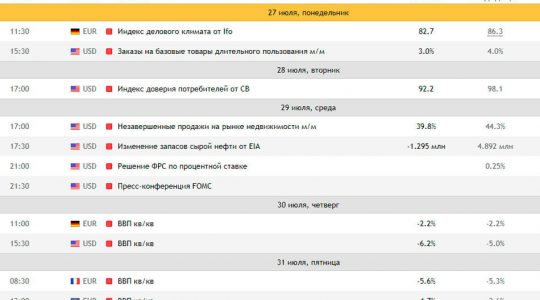 27 июля, понедельник
11:30 EUR Индекс делового климата от Ifo 82.7 86.3
15:30 USD Заказы на базовые товары длительного пользования м/м 3.0% 4.0%
28 июля, вторник
17:00 USD Индекс доверия потребителей от CB 92.2 98.1
29 июля, среда
17:00 USD Незавершенные продажи на рынке недвижимости м/м 39.8% 44.3%
17:30 USD Изменение запасов сырой нефти от EIA -1.295 млн 4.892 млн
21:00 USD Решение ФРС по процентной ставке 0.25%
21:30 USD Пресс-конференция FOMC
30 июля, четверг
11:00 EUR ВВП кв/кв -2.2% -2.2%
15:30 USD ВВП кв/кв -6.2% -5.0%
31 июля, пятница
08:30 EUR ВВП кв/кв -5.6% -5.3%